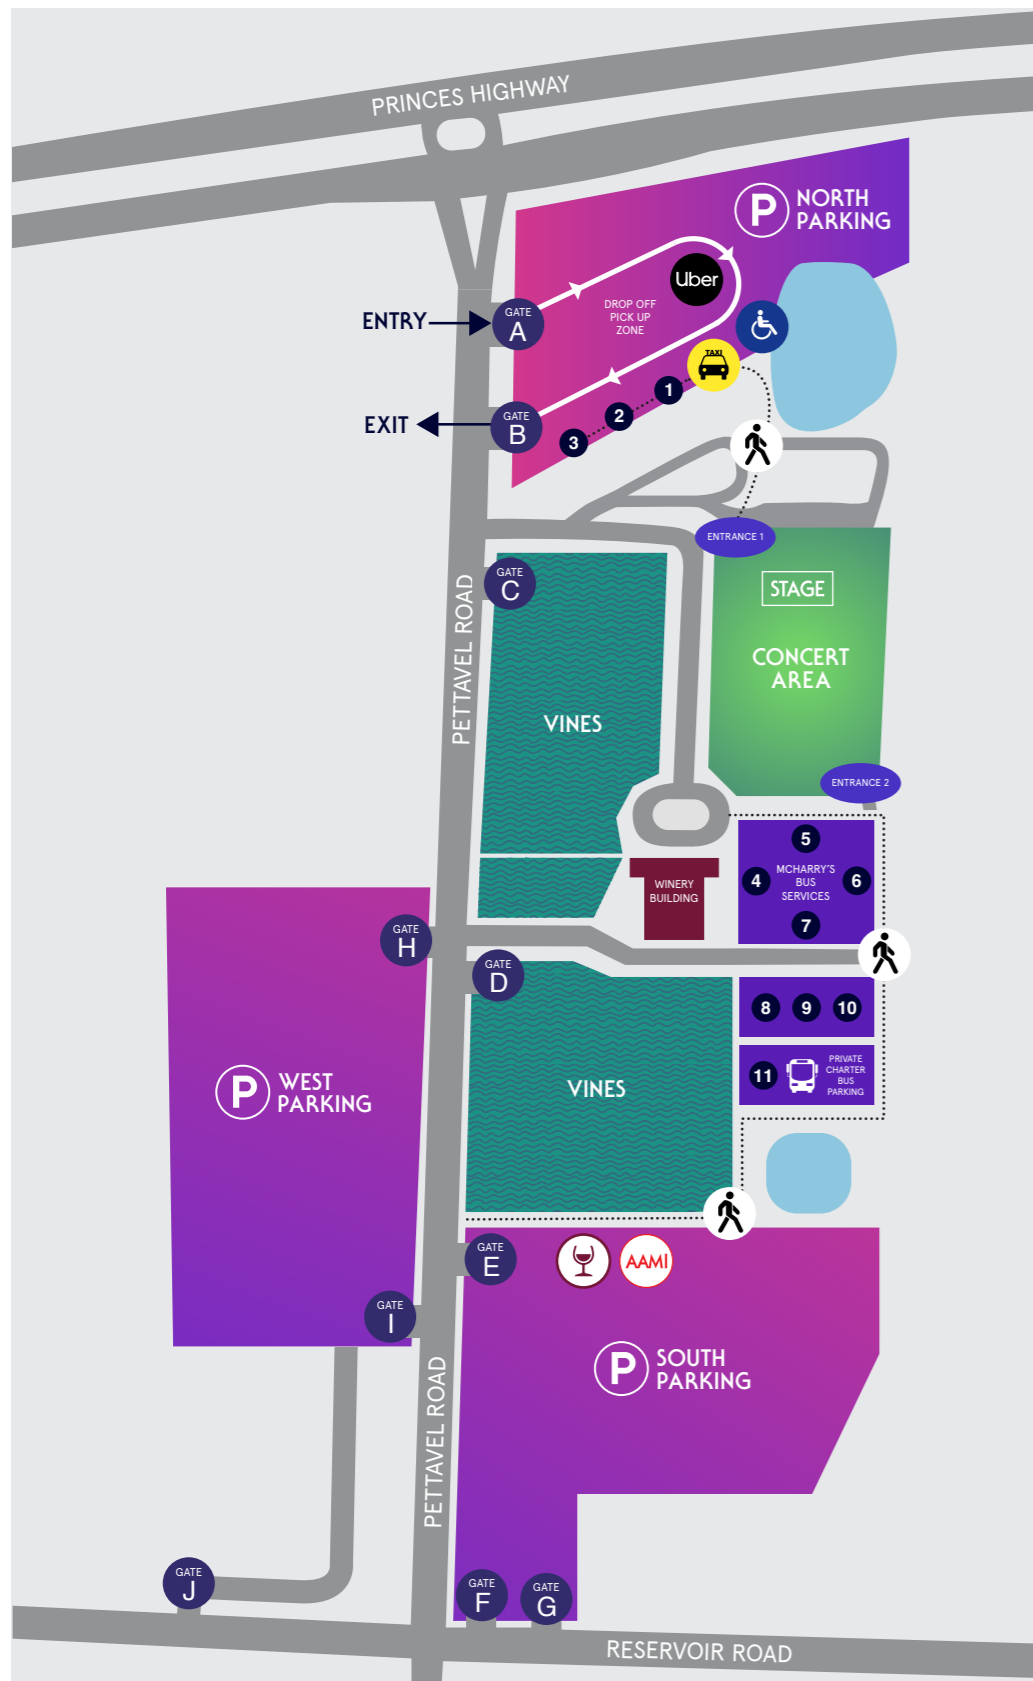 PRINCES HIGHWAY
P
NORTH
PARKING
Uber
DROP OFF
PICK UP
ZONE
ENTRY
GATE
A
TAXI
1
2
3
EXIT
GATE
B
ENTRANCE 1
GATE
C
STAGE
CONCERT
AREA
PETTAVEL ROAD
VINES
ENTRANCE 2
5
MCHARRY'S
BUS
SERVICES
4
6
7
WINERY
BUILDING
GATE
H
GATE
D
8
9
10
11
PRIVATE
CHARTER
BUS
PARKING
P
WEST
PARKING
VINES
GATE
E
AAMI
GATE
I
P
SOUTH
PARKING
PETTAVEL ROAD
GATE
J
GATE
F
GATE
G
RESERVOIR ROAD